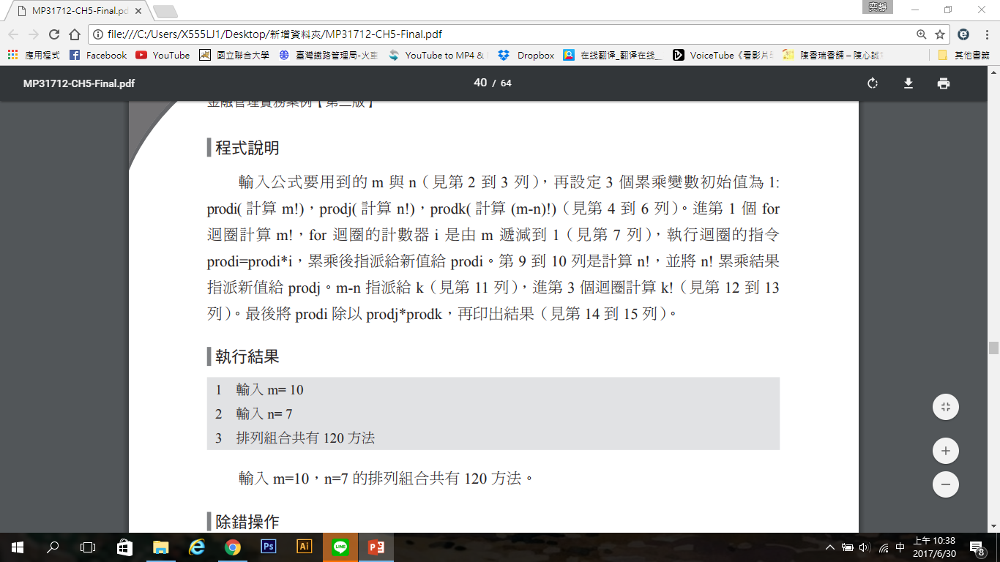 MP31712-CH5-Final.pd
奕靜
file:///C:/Users/X555LJ1/Desktop/新增資料夾/MP31712-CH5-Final.pdf
應用程式 Facebook YouTube 國立聯合大學 臺灣鐵路管理局-火車 YouTube to MP4 & Dropbox 在线翻译_翻译在线_ VoiceTube《看影片 陳香瑞香鋪 – 陳心誠 其他書籤
MP31712-CH5-Final.pdf 40 / 64
金融管理實務案例【第二版】
程式說明
輸入公式要用到的 m 與 n（見第 2 到 3 列），再設定 3 個累乘變數初始值為 1:
prodi( 計算 m!)，prodj( 計算 n!)，prodk( 計算 (m-n)!)（見第 4 到 6 列）。進第 1 個 for
迴圈計算 m!，for 迴圈的計數器 i 是由 m 遞減到 1（見第 7 列），執行迴圈的指令
prodi=prodi*i，累乘後指派給新值給 prodi。第 9 到 10 列是計算 n!，並將 n! 累乘結果
指派新值給 prodj。m-n 指派給 k（見第 11 列），進第 3 個迴圈計算 k!（見第 12 到 13
列）。最後將 prodi 除以 prodj*prodk，再印出結果（見第 14 到 15 列）。
執行結果
1 輸入 m= 10
2 輸入 n= 7
3 排列組合共有 120 方法
輸入 m=10，n=7 的排列組合共有 120 方法。
除錯操作
Ps Ai LINE P 中 上午 10:38
2017/6/30 8